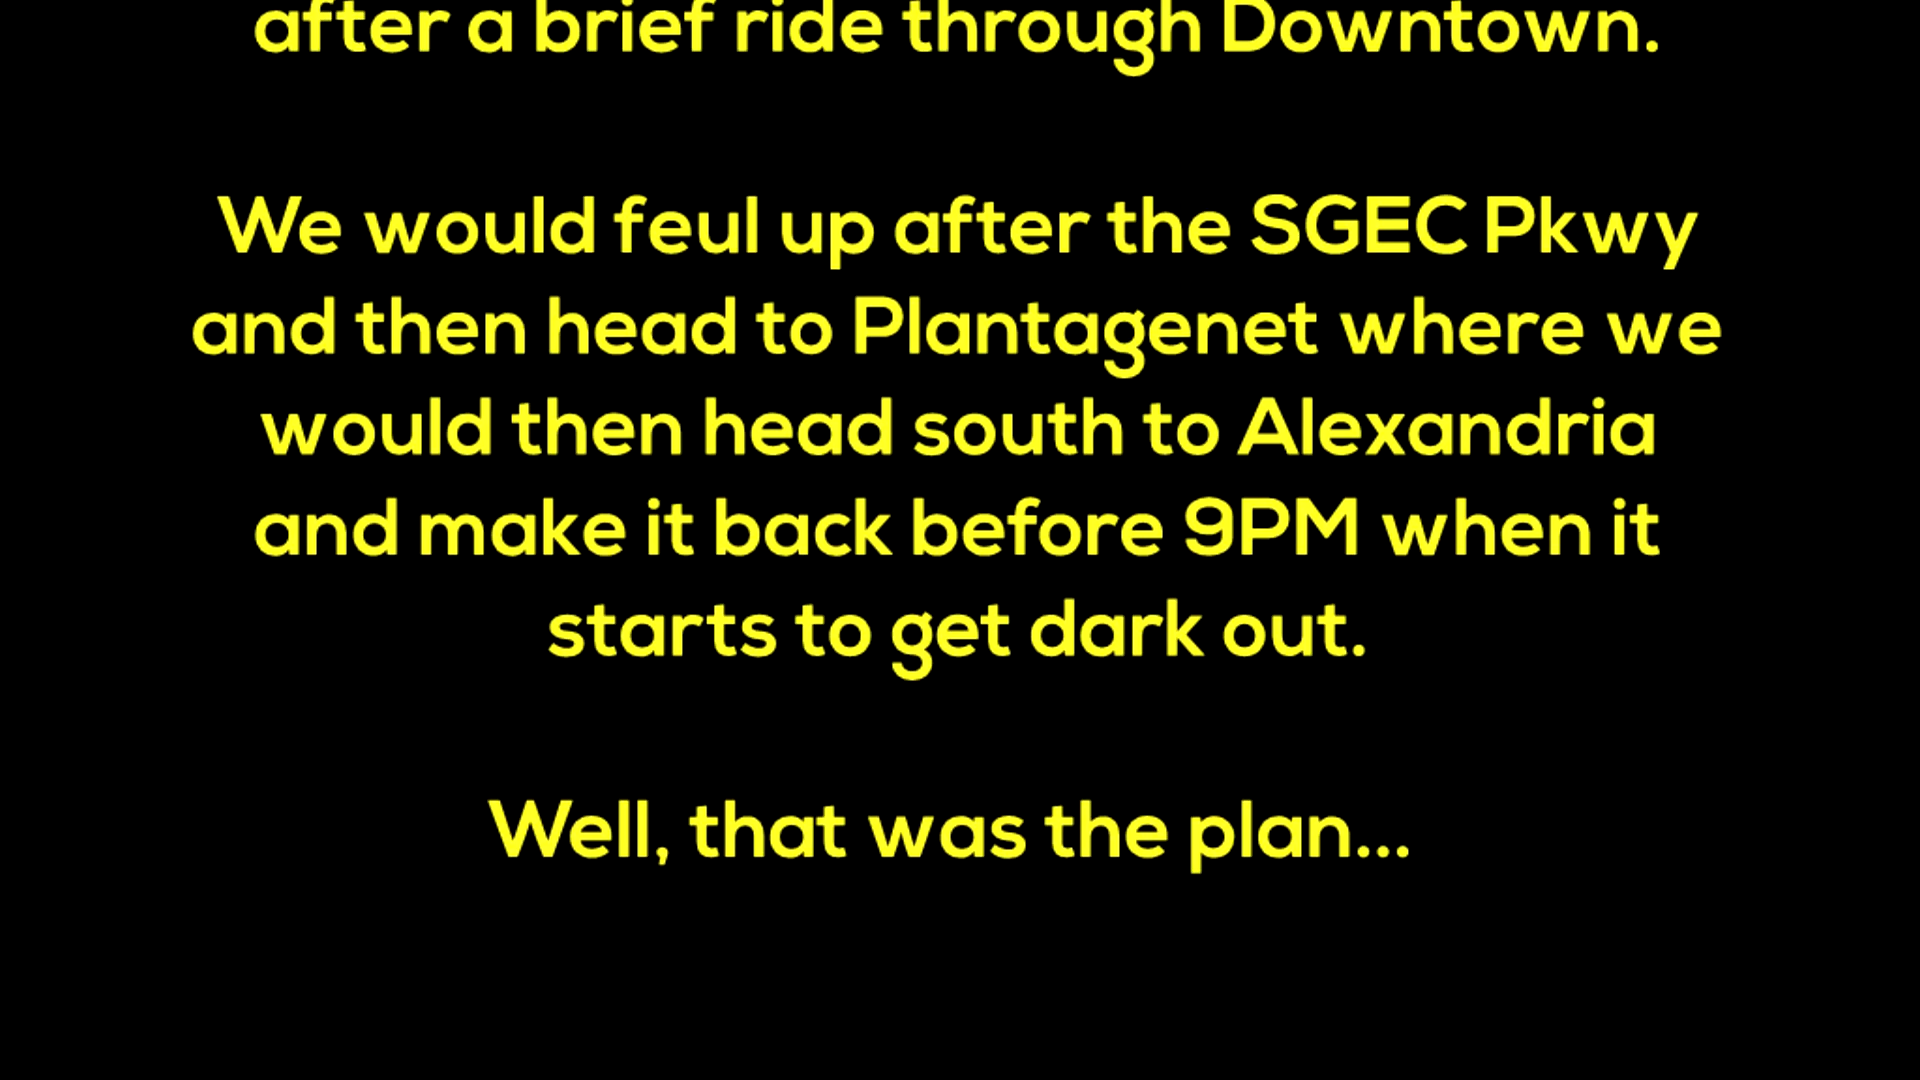 after a brief ride through Downtown.
We would feul up after the SGEC Pkwy
and then head to Plantagenet where we
would then head south to Alexandria
and make it back before 9PM when it
starts to get dark out.
Well, that was the plan...